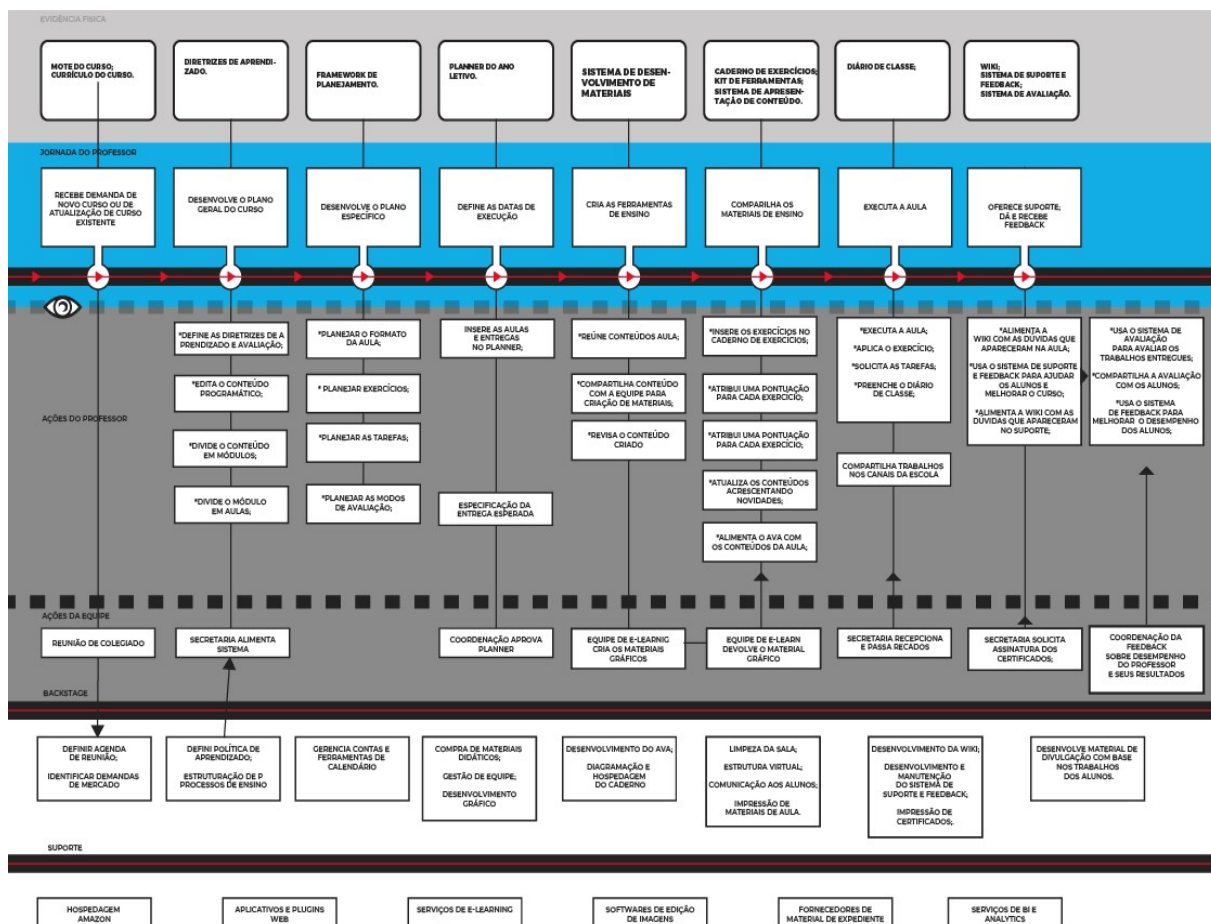 EVIDÊNCIA FISICA
MOTE DO CURSO;
CURRÍCULO DO CURSO.
DIRETRIZES DE APRENDI-
ZADO.
FRAMEWORK DE
PLANEJAMENTO.
PLANNER DO ANO
LETIVO.
SISTEMA DE DESEN-
VOLVIMENTO DE
MATERIAIS
CADERNO DE EXERCÍCIOS;
KIT DE FERRAMENTAS;
SISTEMA DE APRESEN-
TAÇÃO DE CONTEÚDO.
DIÁRIO DE CLASSE;
WIKI;
SISTEMA DE SUPORTE E
FEEDBACK;
SISTEMA DE AVALIAÇÃO.
JORNADA DO PROFESSOR
RECEBE DEMANDA DE
NOVO CURSO OU DE
ATUALIZAÇÃO DE CURSO
EXISTENTE
DESENVOLVE O PLANO
GERAL DO CURSO
DESENVOLVE O PLANO
ESPECÍFICO
DEFINE AS DATAS DE
EXECUÇÃO
CRIA AS FERRAMENTAS
DE ENSINO
COMPARILHA OS
MATERIAIS DE ENSINO
EXECUTA A AULA
OFERECE SUPORTE;
DÁ E RECEBE
FEEDBACK
AÇÕES DO PROFESSOR
*DEFINE AS DIRETRIZES DE A
PRENDIZADO E AVALIAÇÃO;
*EDITA O CONTEÚDO
PROGRAMÁTICO;
*DIVIDE O CONTEÚDO
EM MÓDULOS;
*DIVIDE O MÓDULO
EM AULAS;
*PLANEJAR O FORMATO
DA AULA;
* PLANEJAR EXERCÍCIOS;
*PLANEJAR AS TAREFAS;
*PLANEJAR AS MODOS
DE AVALIAÇÃO;
INSERE AS AULAS
E ENTREGAS
NO PLANNER;
ESPECIFICAÇÃO DA
ENTREGA ESPERADA
*REÚNE CONTEÚDOS AULA;
*COMPARTILHA CONTEÚDO
COM A EQUIPE PARA
CRIAÇÃO DE MATERIAIS;
*REVISA O CONTEÚDO
CRIADO
*INSERE OS EXERCÍCIOS NO
CADERNO DE EXERCÍCIOS;
*ATRIBUI UMA PONTUAÇÃO
PARA CADA EXERCÍCIO;
*ATRIBUI UMA PONTUAÇÃO
PARA CADA EXERCÍCIO;
*ATUALIZA OS CONTEÚDOS
ACRESCENTANDO
NOVIDADES;
*ALIMENTA O AVA COM
OS CONTEÚDOS DA AULA;
*EXECUTA A AULA;
*APLICA O EXERCÍCIO;
*SOLICITA AS TAREFAS;
*PREENCHE O DIÁRIO
DE CLASSE;
COMPARTILHA TRABALHOS
NOS CANAIS DA ESCOLA
*ALIMENTA A
WIKI COM AS DÚVIDAS QUE
APARECERAM NA AULA;
*USA O SISTEMA DE SUPORTE
E FEEDBACK PARA AJUDAR
OS ALUNOS E
MELHORAR O CURSO;
*ALIMENTA A WIKI COM AS
DÚVIDAS QUE APARECERAM
NO SUPORTE;
*USA O SISTEMA DE
AVALIAÇÃO
PARA AVALIAR OS
TRABALHOS ENTREGUES;
*COMPARTILHA A AVALIAÇÃO
COM OS ALUNOS;
*USA O SISTEMA
DE FEEDBACK PARA
MELHORAR O DESEMPENHO
DOS ALUNOS;
AÇÕES DA EQUIPE
REUNIÃO DE COLEGIADO
SECRETARIA ALIMENTA
SISTEMA
COORDENAÇÃO APROVA
PLANNER
EQUIPE DE E-LEARNIG
CRIA OS MATERIAIS
GRÁFICOS
EQUIPE DE E-LEARN
DEVOLVE O MATERIAL
GRÁFICO
SECRETARIA RECEPCIONA
E PASSA RECADOS
SECRETARIA SOLICITA
ASSINATURA DOS
CERTIFICADOS;
COORDENAÇÃO DA
FEEDBACK
SOBRE DESEMPENHO
DO PROFESSOR
E SEUS RESULTADOS
BACKSTAGE
DEFINIR AGENDA
DE REUNIÃO;
IDENTIFICAR DEMANDAS
DE MERCADO
DEFINI POLÍTICA DE
APRENDIZADO;
ESTRUTURAÇÃO DE P
PROCESSOS DE ENSINO
GERENCIA CONTAS E
FERRAMENTAS DE
CALENDÁRIO
COMPRA DE MATERIAIS
DIDÁTICOS;
GESTÃO DE EQUIPE;
DESENVOLVIMENTO
GRÁFICO
DESENVOLVIMENTO DO AVA;
DIAGRAMAÇÃO E
HOSPEDAGEM
DO CADERNO
LIMPEZA DA SALA;
ESTRUTURA VIRTUAL;
COMUNICAÇÃO AOS ALUNOS;
IMPRESSÃO DE
MATERIAIS DE AULA.
DESENVOLVIMENTO DA WIKI;
DESENVOLVIMENTO E
MANUTENÇÃO
DO SISTEMA DE
SUPORTE E FEEDBACK;
IMPRESSÃO DE
CERTIFICADOS;.
DESENVOLVE MATERIAL DE
DIVULGAÇÃO COM BASE
NOS TRABALHOS
DOS ALUNOS.
SUPORTE
HOSPEDAGEM
AMAZON
APLICATIVOS E PLUGINS
WEB
SERVIÇOS DE E-LEARNING
SOFTWARES DE EDIÇÃO
DE IMAGENS
FORNECEDORES DE
MATERIAL DE EXPEDIENTE
SERVIÇOS DE BI E
ANALYTICS